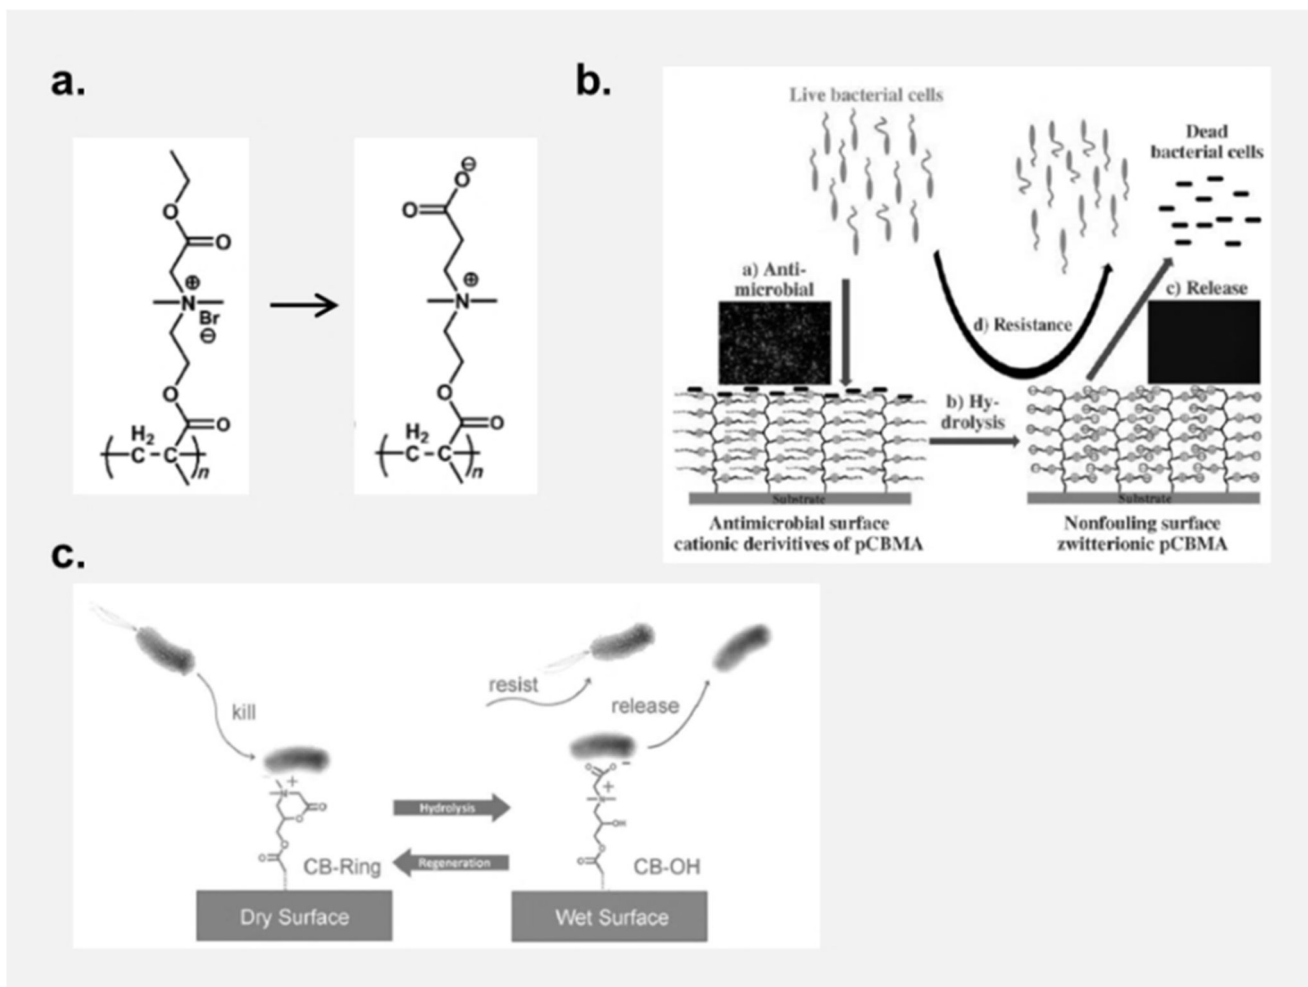 a.
O
O
⊕
N
Br
⊖
O
O
H2
C-C
n
⊖
O
O
⊕
N
O
O
H2
C-C
n
b.
Live bacterial cells
Dead
bacterial cells
a) Anti-
microbial
c) Release
d) Resistance
b) Hy-
drolysis
Substrate
Substrate
Antimicrobial surface
cationic derivitives of pCBMA
Nonfouling surface
zwitterionic pCBMA
c.
kill
resist
release
+
N
O
O
O
O
CB-Ring
Hydrolysis
Regeneration
O
O
−
+
N
OH
O
O
CB-OH
Dry Surface
Wet Surface